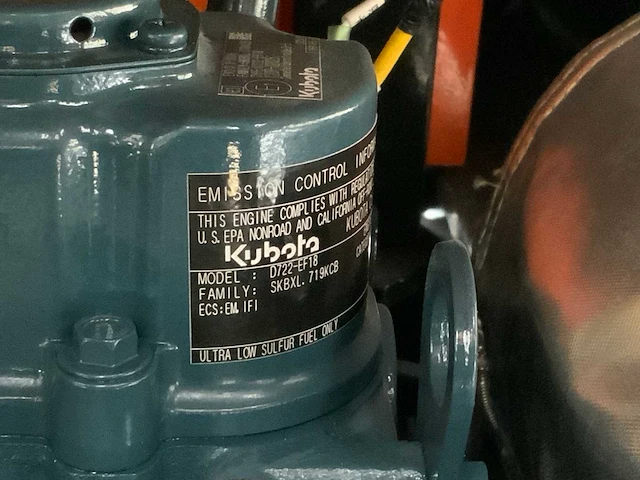 Kubota
EMISSION CONTROL
THIS ENGINE COMPLIES WITH
U.S. EPA NONROAD AND CALIFORNIA
KUBOTA
Kubota
MODEL : D722-EF18
FAMILY: SKBXL.719KCB
ECS:EM, IFI
ULTRA LOW SULFUR FUEL ONLY